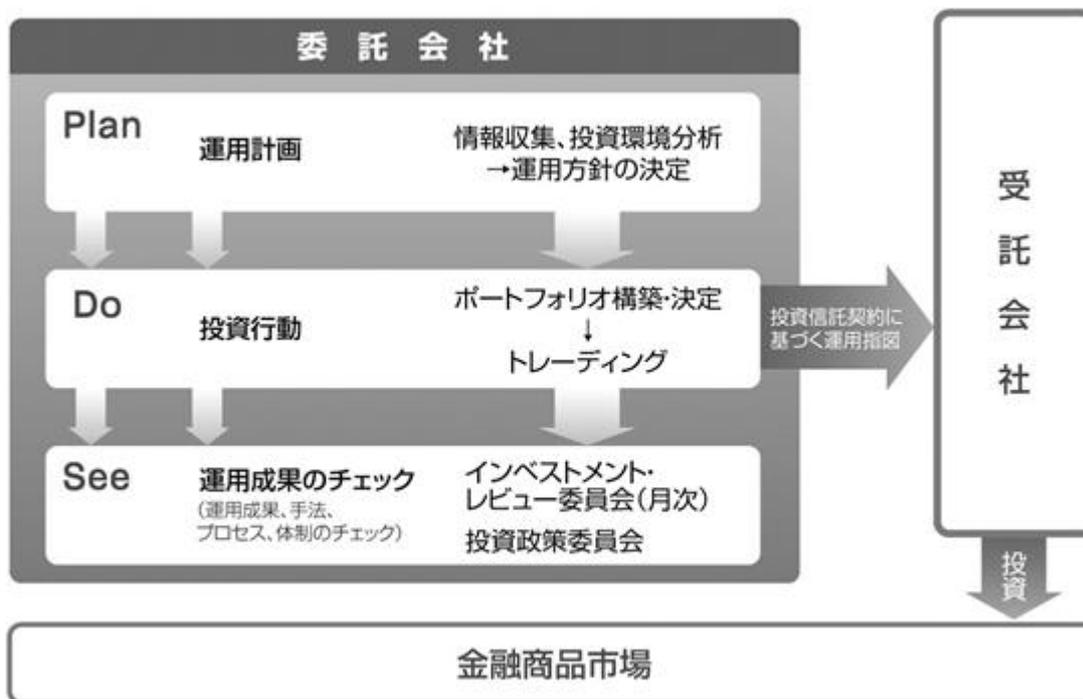 委託会社
Plan
運用計画
情報収集、投資環境分析
→運用方針の決定
Do
投資行動
ポートフォリオ構築・決定
↓
トレーディング
See
運用成果のチェック
(運用成果、手法、
プロセス、体制のチェック)
インベストメント・
レビュー委員会(月次)
投資政策委員会
投資信託契約に
基づく運用指図
受託会社
投資
金融商品市場